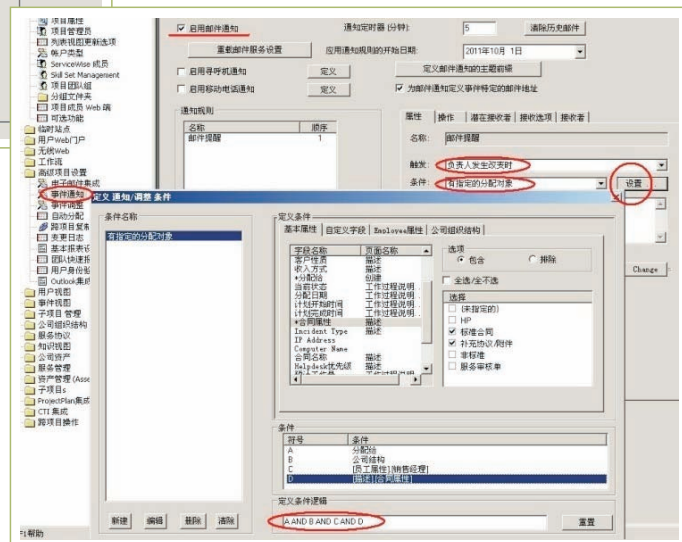 项目属性
项目管理员
列表视图更新选项
帐户类型
ServiceWise 成员
Skill Set Management
项目团队组
分组文件夹
项目成员 Web 端
可选功能
临时站点
用户Web门户
无线Web
工作流
高级项目设置
电子邮件集成
事件通知
事件调整
自动分配
跨项目复制
变更日志
基本报表设
团队快速报
用户身份验
Outlook集成
用户视图
事件视图
子项目 管理
公司组织结构
服务协议
知识视图
公司资产
服务管理
资产管理 (Asse
子项目s
ProjectPlan集成
CTI 集成
跨项目操作
F1帮助
启用邮件通知
通知定时器(分钟):
5
清除历史邮件
重载邮件服务设置
应用通知规则的开始日期:
2011年10月 1日
启用寻呼机通知
定义
定义邮件通知的主题前缀
启用移动电话通知
定义
为邮件通知定义事件特定的邮件地址
通知规则
名称
顺序
邮件提醒
1
属性
操作
潜在接收者
接收选项
接收者
名称:
邮件提醒
触发:
负责人发生改变时
条件:
有指定的分配对象
设置
Change
定义 通知/调整 条件
条件名称
有指定的分配对象
新建
编辑
删除
清除
定义条件
基本属性
自定义字段
Employee属性
公司组织结构
字段名称
页面名称
客户性质
描述
收入方式
描述
*分配给
创建
当前状态
工作过程说明.
分配日期
工作过程说明.
计划开始时间
工作过程说明.
计划完成时间
工作过程说明.
*合同属性
描述
Incident Type
描述
IP Address
Computer Name
合同名称
描述
Helpdesk优先级
描述
选项
包含
排除
全选/全不选
选择
(未指定的)
HP
标准合同
补充协议/附件
非标准
服务审核单
条件
符号
条件
A
分配给
B
公司结构
C
[员工属性][销售经理]
D
[描述][合同属性]
定义条件逻辑
A AND B AND C AND D
重置